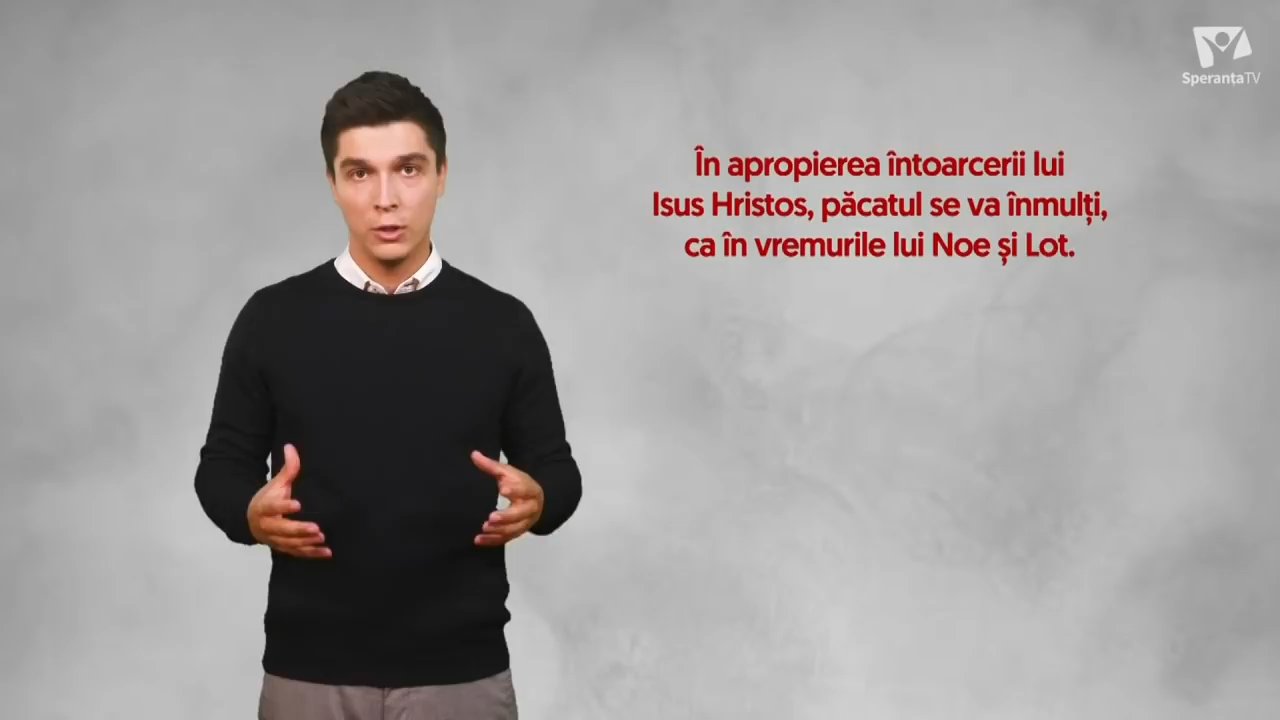 SperanțaTV
În apropierea întoarcerii lui
Isus Hristos, păcatul se va înmulți,
ca în vremurile lui Noe și Lot.